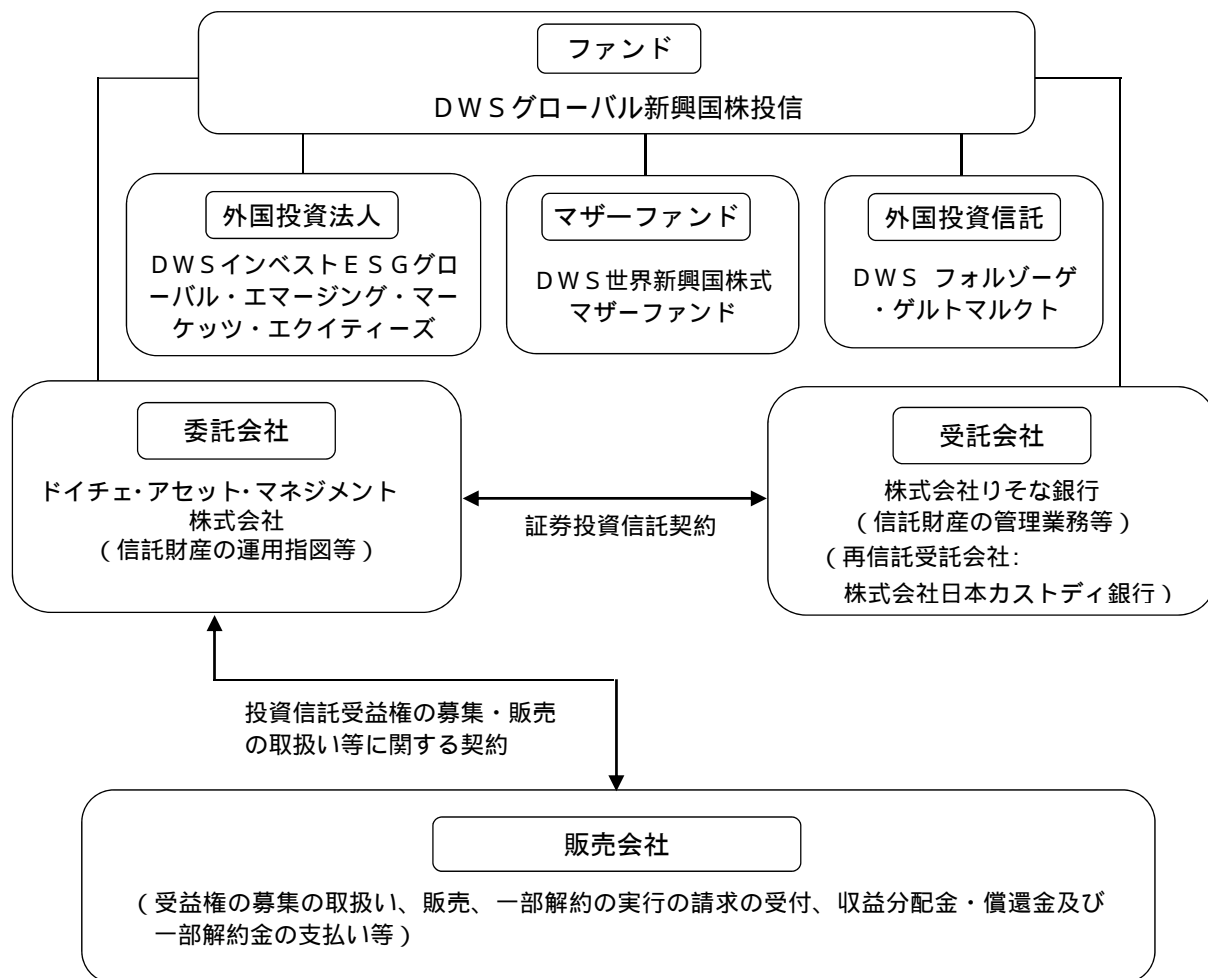 ファンド
DWSグローバル新興国株投信
外国投資法人
DWSインベストESGグロ
ーバル・エマージング・マー
ケッツ・エクイティーズ
マザーファンド
DWS世界新興国株式
マザーファンド
外国投資信託
DWS フォルゾーゲ
・ゲルトマルクト
委託会社
ドイチェ・アセット・マネジメント
株式会社
(信託財産の運用指図等)
証券投資信託契約
受託会社
株式会社りそな銀行
(信託財産の管理業務等)
(再信託受託会社:
株式会社日本カストディ銀行)
投資信託受益権の募集・販売
の取扱い等に関する契約
販売会社
(受益権の募集の取扱い、販売、一部解約の実行の請求の受付、収益分配金・償還金及び
一部解約金の支払い等)